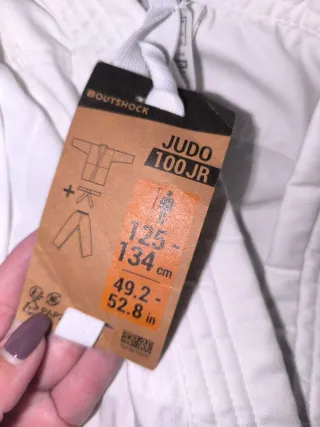 OUTSHOCK
JUDO
100JR
125 -
134 cm
49.2 -
52.8 in